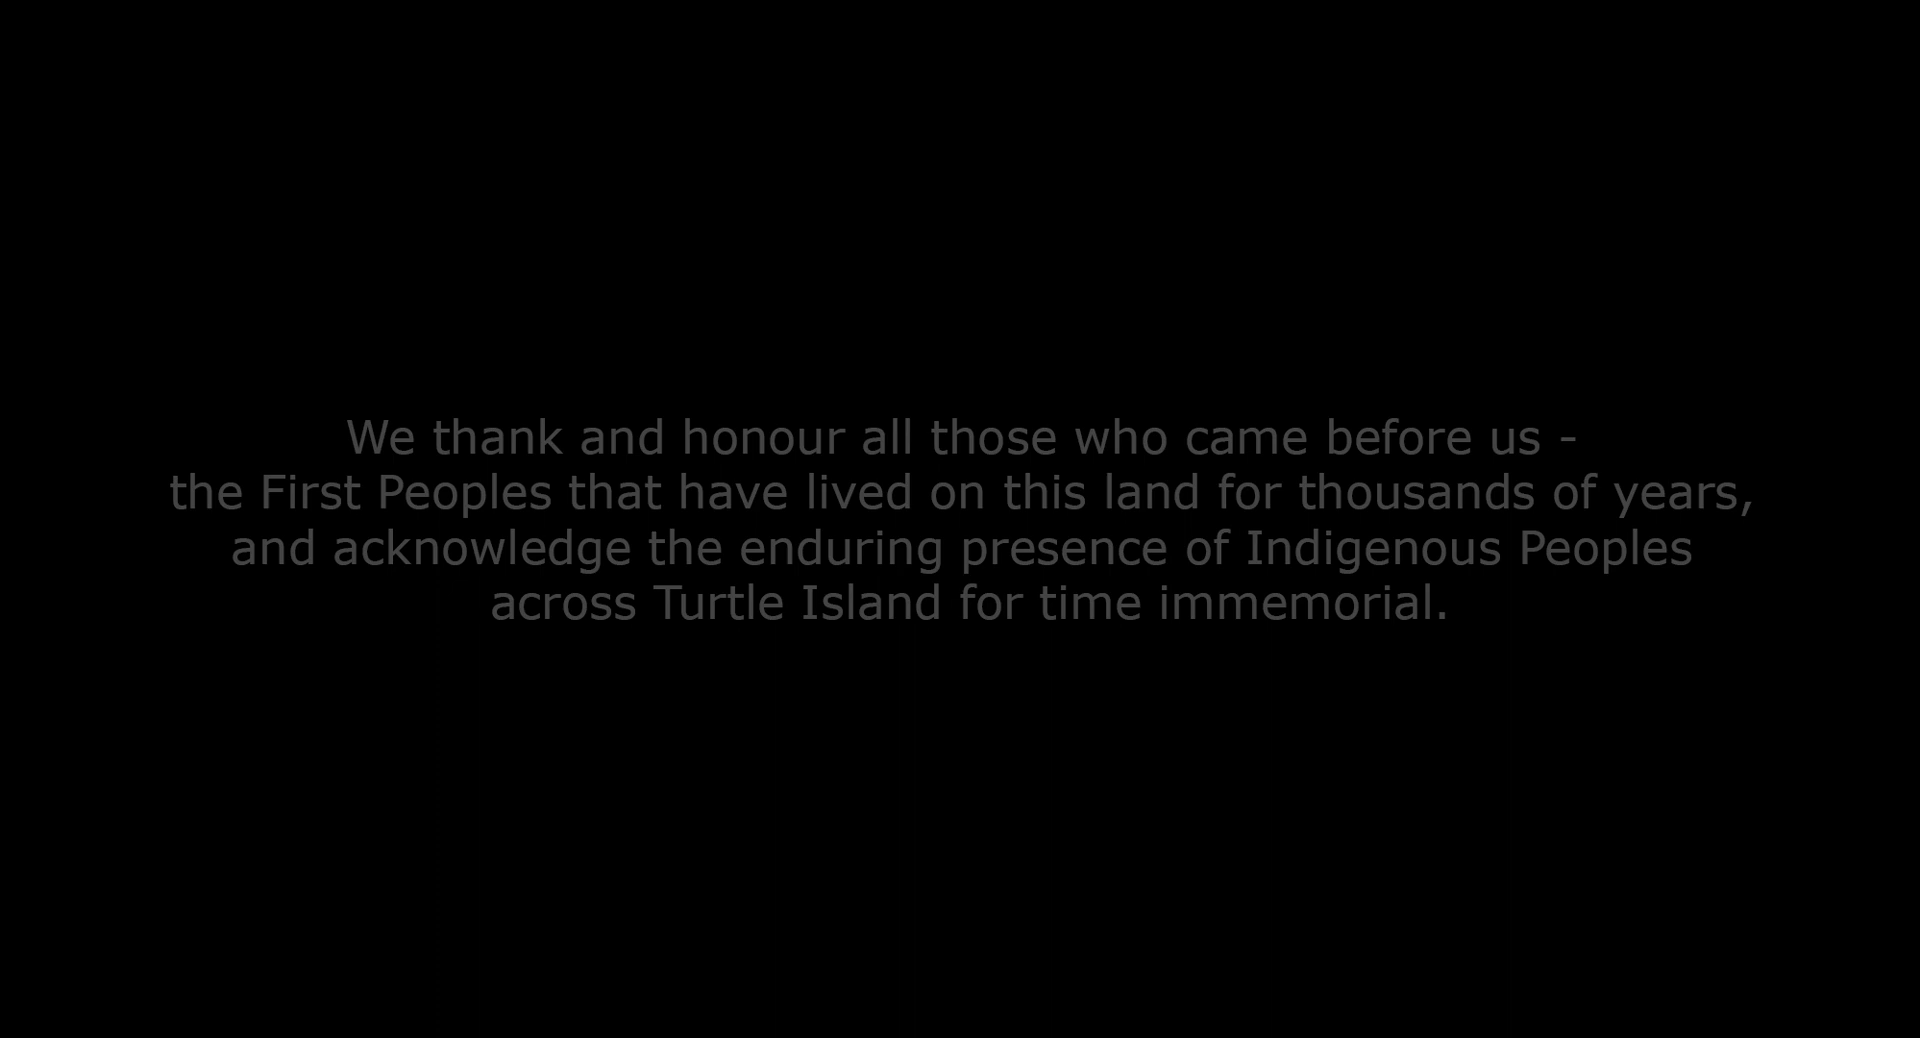 We thank and honour all those who came before us -
the First Peoples that have lived on this land for thousands of years,
and acknowledge the enduring presence of Indigenous Peoples
across Turtle Island for time immemorial.